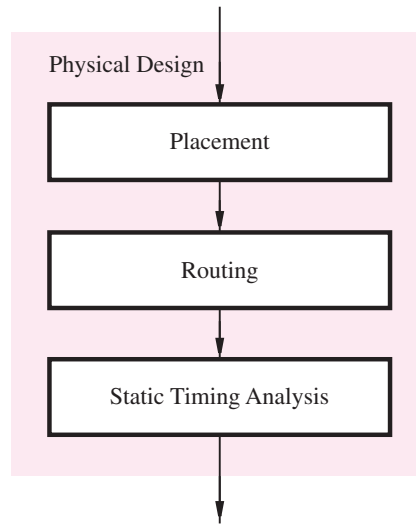 Physical Design
Placement
Routing
Static Timing Analysis